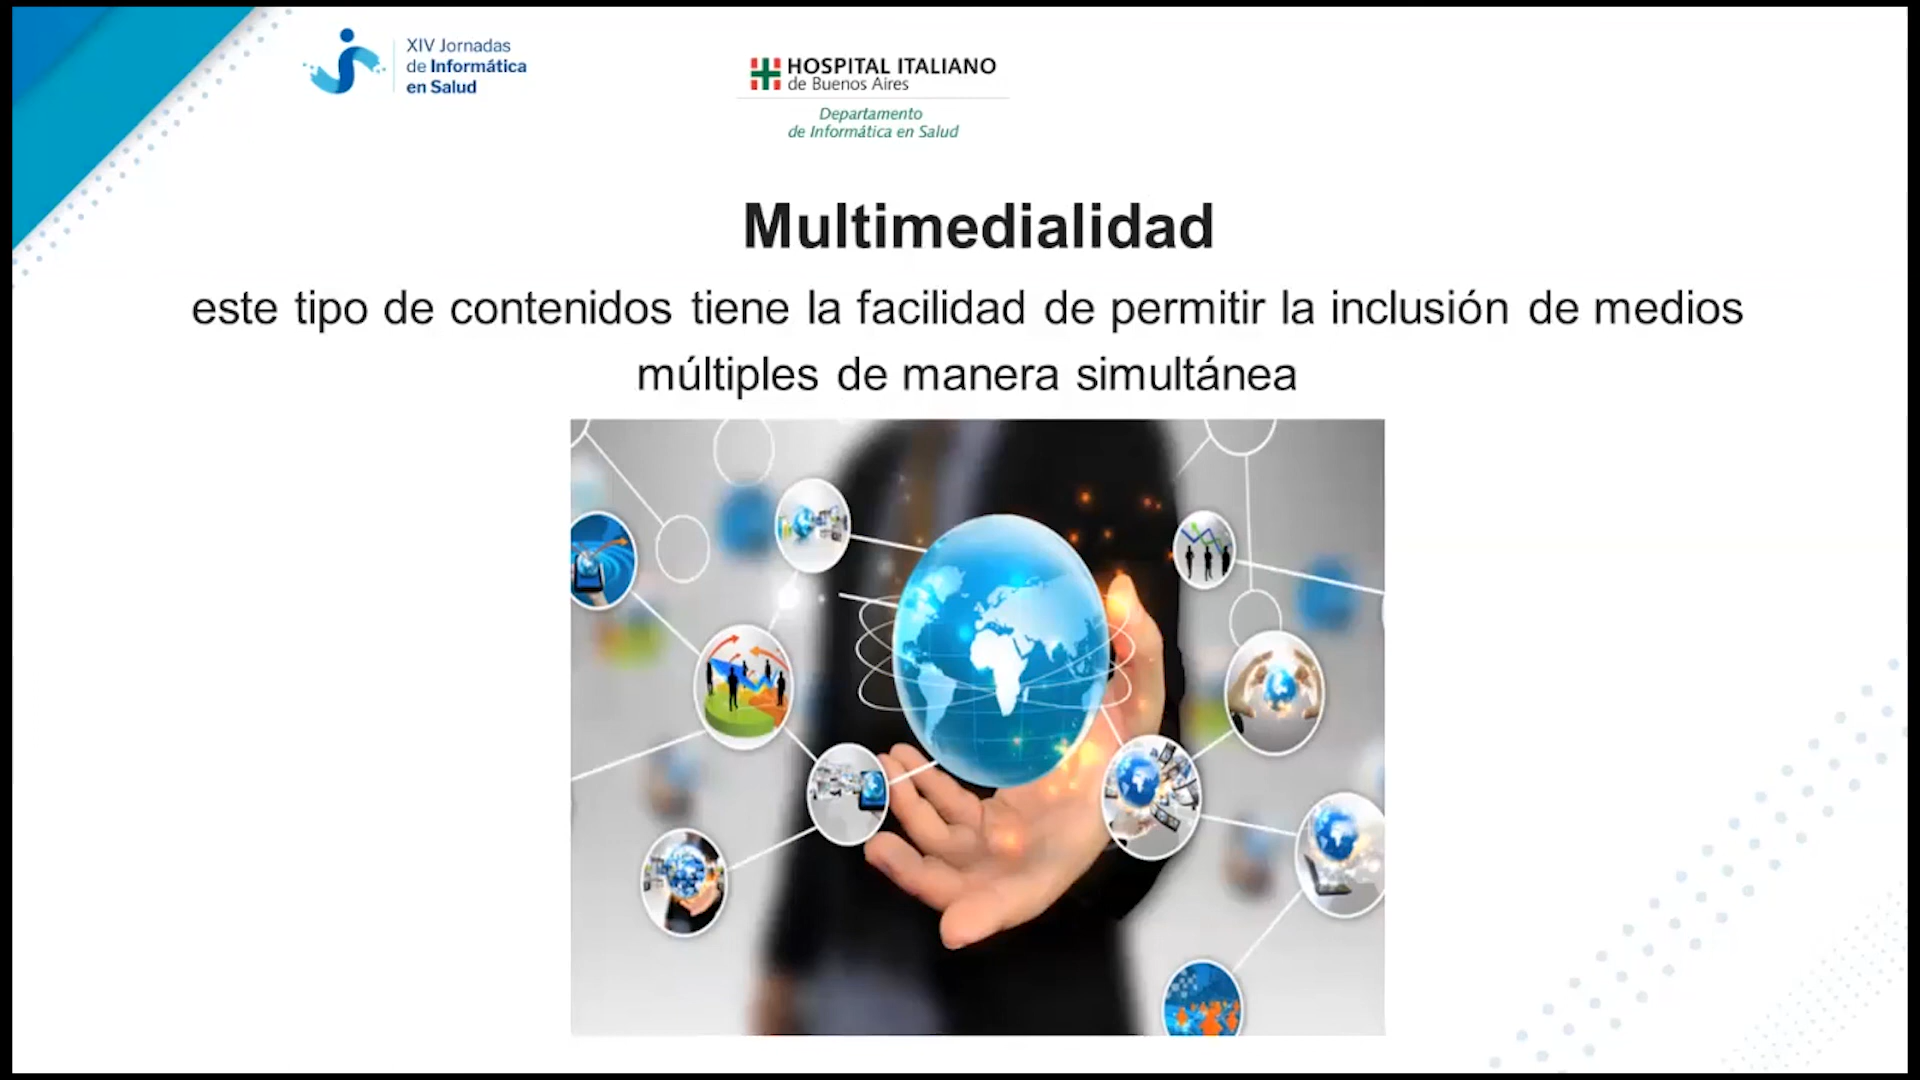 XIV Jornadas
de Informática
en Salud
HOSPITAL ITALIANO
de Buenos Aires
Departamento
de Informática en Salud
Multimedialidad
este tipo de contenidos tiene la facilidad de permitir la inclusión de medios
múltiples de manera simultánea